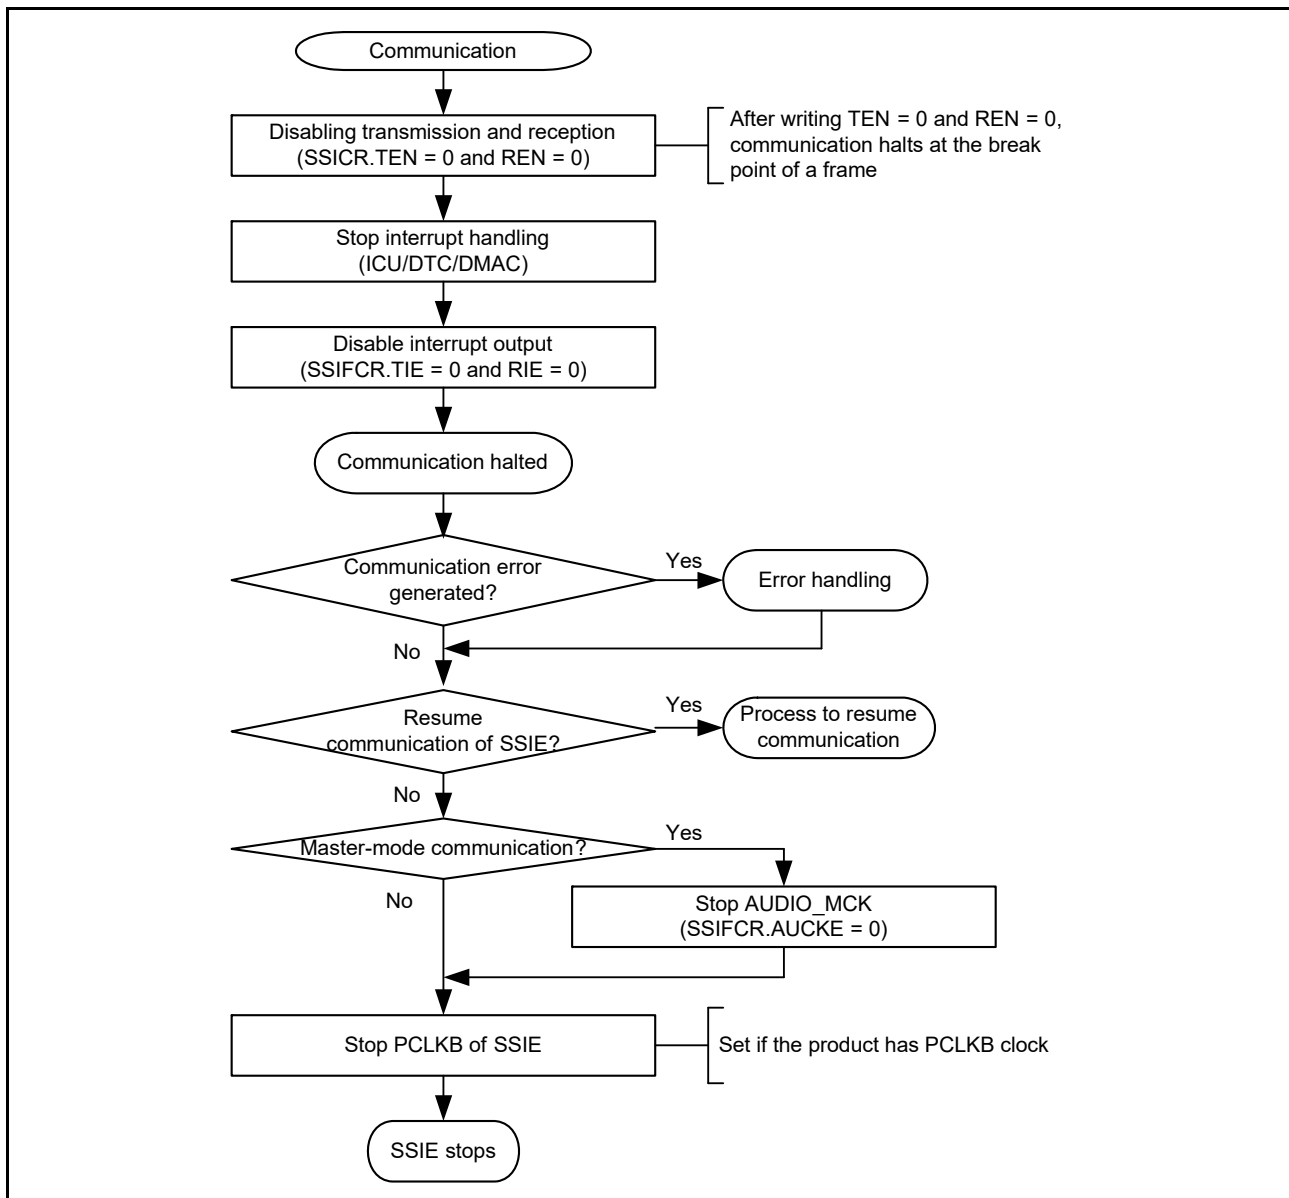 Communication
Disabling transmission and reception
(SSICR.TEN = 0 and REN = 0)
After writing TEN = 0 and REN = 0,
communication halts at the break
point of a frame
Stop interrupt handling
(ICU/DTC/DMAC)
Disable interrupt output
(SSIFCR.TIE = 0 and RIE = 0)
Communication halted
Communication error
generated?
Yes
Error handling
No
Resume
communication of SSIE?
Yes
Process to resume
communication
No
Master-mode communication?
Yes
No
Stop AUDIO_MCK
(SSIFCR.AUCKE = 0)
Stop PCLKB of SSIE
Set if the product has PCLKB clock
SSIE stops